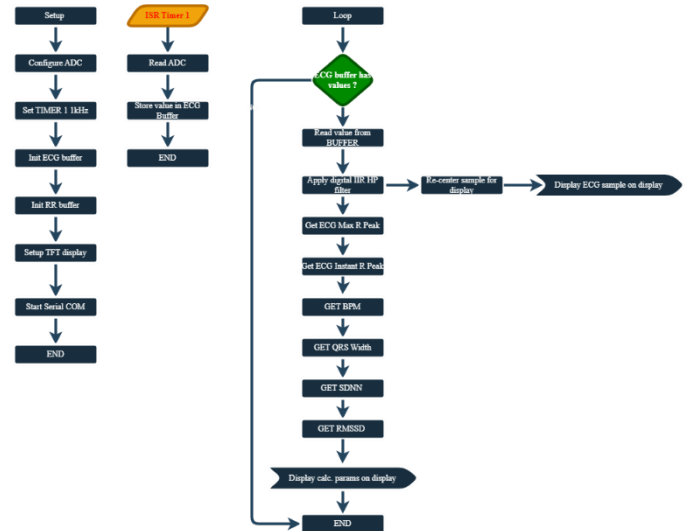 Setup
Configure ADC
Set TIMER 1 1kHz
Init ECG buffer
Init RR buffer
Setup TFT display
Start Serial COM
END
ISR Timer 1
Read ADC
Store value in ECG
Buffer
END
Loop
ECG buffer has
values ?
Read value from
BUFFER
Apply digital IIR HP
filter
Re-center sample for
display
Display ECG sample on display
Get ECG Max R Peak
Get ECG Instant R Peak
GET BPM
GET QRS Width
GET SDNN
GET RMSSD
Display calc. params on display
END